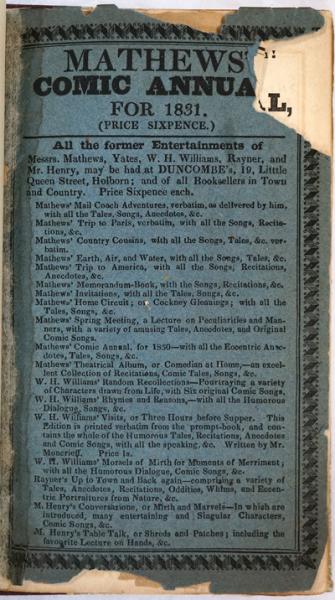 MATHEWS'
COMIC ANNUAL,
FOR 1831.
(PRICE SIXPENCE.)
All the former Entertainments of
Messrs. Mathews, Yates, W. H. Williams, Rayner, and
Mr. Henry, may be had at DUNCOMBE's, 19, Little
Queen Street, Holborn; and of all Booksellers in Town
and Country. Price Sixpence each.
Mathews' Mail Coach Adventures, verbatim, as delivered by him,
with all the Tales, Songs, Anecdotes, &c.
Mathews' Trip to Paris, verbatim, with all the Songs, Recita-
tions, &c.
Mathews' Country Cousins, with all the Songs, Tales, &c. ver-
batim.
Mathews' Earth, Air, and Water, with all the Songs, Tales, &c.
Mathews' Trip to America, with all the Songs, Recitations,
Anecdotes, &c.
Mathews' Memorandum-Book, with the Songs, Recitations, &c.
Mathews' Invitations, with all the Tales, Songs, &c.
Mathews' Home Circuit; or Cockney Gleanings; with all the
Tales, Songs, &c.
Mathews' Spring Meeting, a Lecture on Peculiarities and Man-
ners, with a variety of amusing Tales, Anecdotes, and Original
Comic Songs.
Mathews' Comic Annual, for 1830—with all the Eccentric Anec-
dotes, Tales, Songs, &c.
Mathews' Theatrical Album, or Comedian at Home,—an excel-
lent Collection of Recitations, Comic Tales, Songs, &c.
W. H. Williams' Random Recollections—Pourtraying a variety
of Characters drawn from Life, with Six original Comic Songs,
W. H. Williams' Rhymes and Reasons,—with all the Humorous
Dialogue, Songs, &c.
W. H. Williams' Visits, or Three Hours before Supper. This
Edition is printed verbatim from the prompt-book, and con-
tains the whole of the Humorous Tales, Recitations, Anecdotes
and Comic Songs, with all the speaking, &c. Written by Mr.
Moncrieff. Price 1s.
W. H. Williams' Morsels of Mirth for Moments of Merriment;
with all the Humorous Dialogue, Comic Songs, &c.
Rayner's Up to Town and Back again—comprising a variety of
Tales, Anecdotes, Recitations, Oddities, Whims, and Eccen-
tric Portraitures from Nature, &c.
M. Henry's Conversazione, or Mirth and Marvels—In which are
introduced, many entertaining and Singular Characters,
Comic Songs, &c.
M. Henry's Table Talk, or Shreds and Patches; including the
favourite Lecture on Hands, &c.